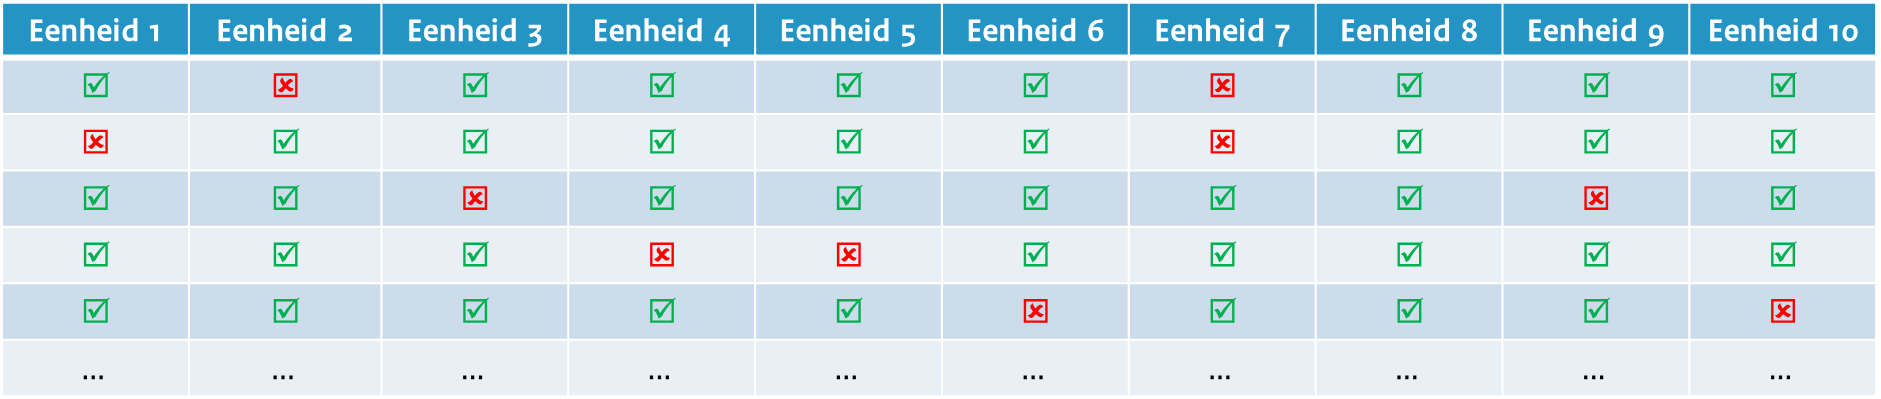 Eenheid 1 Eenheid 2 Eenheid 3 Eenheid 4 Eenheid 5 Eenheid 6 Eenheid 7 Eenheid 8 Eenheid 9 Eenheid 10
☑ ☒ ☑ ☑ ☑ ☑ ☒ ☑ ☑ ☑
☒ ☑ ☑ ☑ ☑ ☑ ☒ ☑ ☑ ☑
☑ ☑ ☒ ☑ ☑ ☑ ☑ ☑ ☒ ☑
☑ ☑ ☑ ☒ ☒ ☑ ☑ ☑ ☑ ☑
☑ ☑ ☑ ☑ ☑ ☒ ☑ ☑ ☑ ☒
... ... ... ... ... ... ... ... ... ...